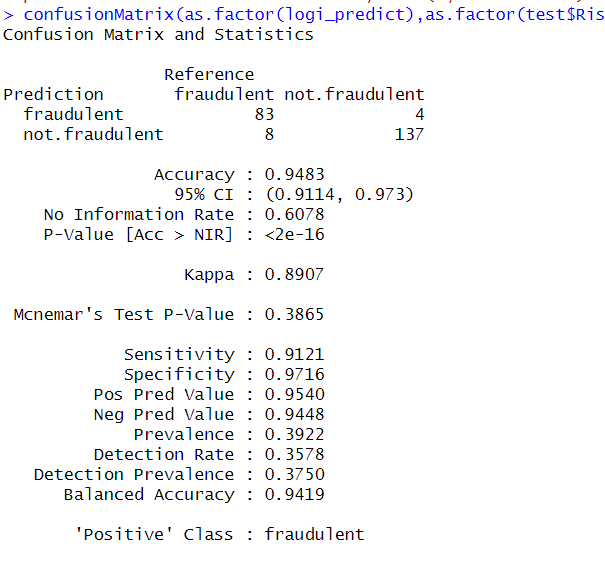 > confusionMatrix(as.factor(logi_predict),as.factor(test$Ris
Confusion Matrix and Statistics
Reference
Prediction fraudulent not.fraudulent
fraudulent 83 4
not.fraudulent 8 137
Accuracy : 0.9483
95% CI : (0.9114, 0.973)
No Information Rate : 0.6078
P-Value [Acc > NIR] : <2e-16
Kappa : 0.8907
Mcnemar's Test P-Value : 0.3865
Sensitivity : 0.9121
Specificity : 0.9716
Pos Pred Value : 0.9540
Neg Pred Value : 0.9448
Prevalence : 0.3922
Detection Rate : 0.3578
Detection Prevalence : 0.3750
Balanced Accuracy : 0.9419
'Positive' Class : fraudulent